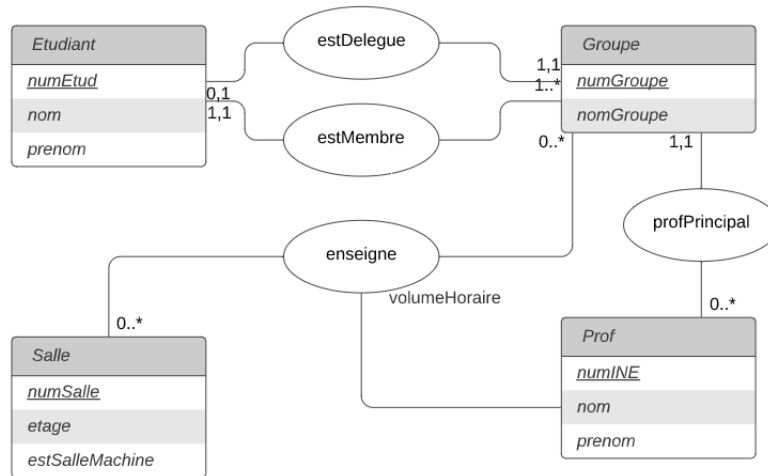 Etudiant
numEtud
nom
prenom
estDelegue
estMembre
0,1
1,1
Groupe
numGroupe
nomGroupe
1,1
1..*
0..*
1,1
profPrincipal
0..*
enseigne
volumeHoraire
0..*
Salle
numSalle
etage
estSalleMachine
Prof
numINE
nom
prenom